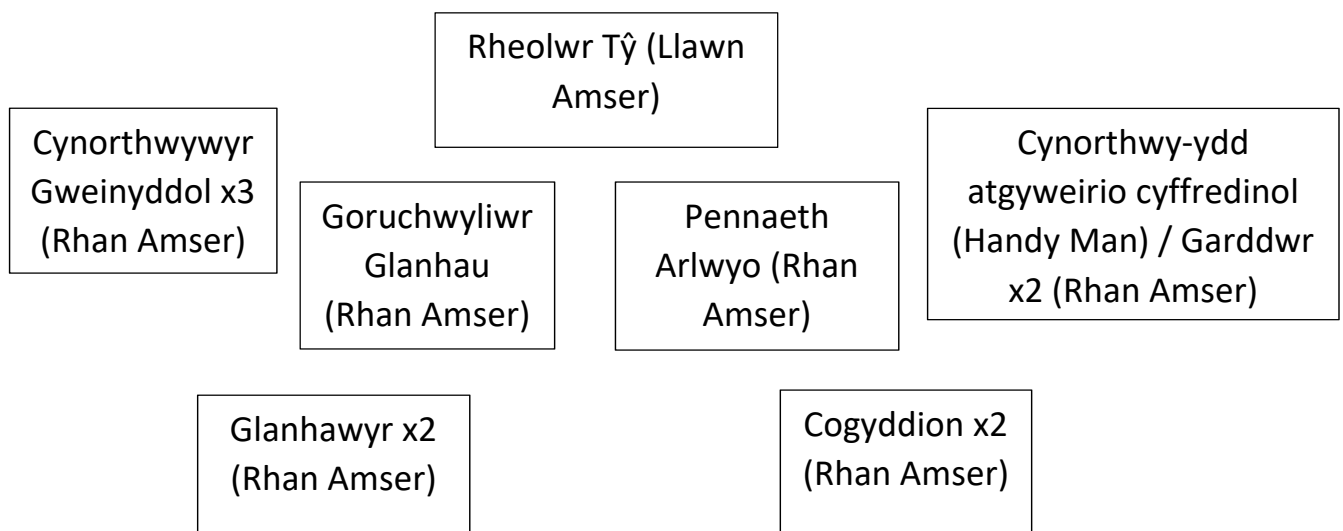 Rheolwr Tŷ (Llawn
Amser)
Cynorthwywyr
Gweinyddol x3
(Rhan Amser)
Goruchwyliwr
Glanhau
(Rhan Amser)
Pennaeth
Arlwyo (Rhan
Amser)
Cynorthwy-ydd
atgyweirio cyffredinol
(Handy Man) / Garddwr
x2 (Rhan Amser)
Glanhawyr x2
(Rhan Amser)
Cogyddion x2
(Rhan Amser)